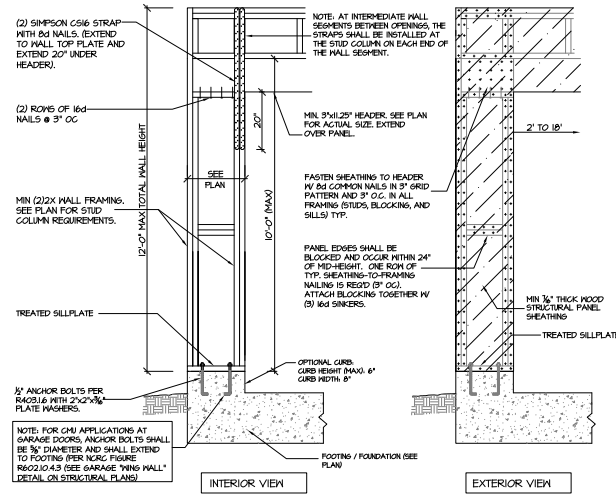 (2) SIMPSON CS16 STRAP
WITH 8d NAILS. (EXTEND
TO WALL TOP PLATE AND
EXTEND 20" UNDER
HEADER).
(2) ROWS OF 16d
NAILS @ 3" OC
MIN (2)2X WALL FRAMING.
SEE PLAN FOR STUD
COLUMN REQUIREMENTS.
TREATED SILLPLATE
½" ANCHOR BOLTS PER
R403.1.6 WITH 2"x2"x3⁄16"
PLATE WASHERS.
NOTE: FOR CMU APPLICATIONS AT
GARAGE DOORS, ANCHOR BOLTS SHALL
BE 5⁄8" DIAMETER AND SHALL EXTEND
TO FOOTING (PER NCRC FIGURE
R602.10.4.3 (SEE GARAGE "WING WALL"
DETAIL ON STRUCTURAL PLANS)
12'-0" MAX TOTAL WALL HEIGHT
SEE
PLAN
20"
10'-0" (MAX)
NOTE: AT INTERMEDIATE WALL
SEGMENTS BETWEEN OPENINGS, THE
STRAPS SHALL BE INSTALLED AT
THE STUD COLUMN ON EACH END OF
THE WALL SEGMENT.
MIN. 3"x11.25" HEADER. SEE PLAN
FOR ACTUAL SIZE. EXTEND
OVER PANEL.
FASTEN SHEATHING TO HEADER
W/ 8d COMMON NAILS IN 3" GRID
PATTERN AND 3" O.C. IN ALL
FRAMING (STUDS, BLOCKING, AND
SILLS) TYP.
PANEL EDGES SHALL BE
BLOCKED AND OCCUR WITHIN 24"
OF MID-HEIGHT. ONE ROW OF
TYP. SHEATHING-TO-FRAMING
NAILING IS REQ'D (3" OC).
ATTACH BLOCKING TOGETHER W/
(3) 16d SINKERS.
OPTIONAL CURB:
CURB HEIGHT (MAX): 6"
CURB WIDTH: 8"
FOOTING / FOUNDATION (SEE
PLAN)
INTERIOR VIEW
2' TO 18'
MIN 7⁄16" THICK WOOD
STRUCTURAL PANEL
SHEATHING
TREATED SILLPLATE
EXTERIOR VIEW